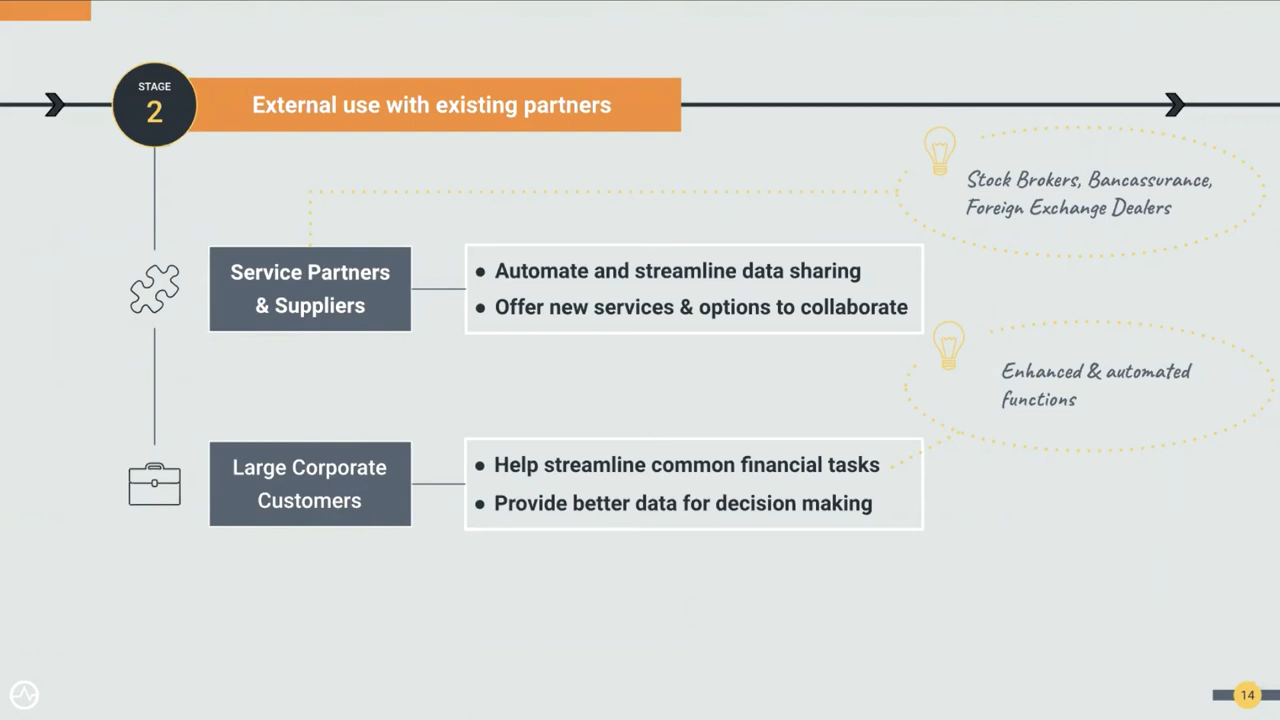 STAGE
2
External use with existing partners
Stock Brokers, Bancassurance,
Foreign Exchange Dealers
Service Partners
& Suppliers
● Automate and streamline data sharing
● Offer new services & options to collaborate
Enhanced & automated
functions
Large Corporate
Customers
● Help streamline common financial tasks
● Provide better data for decision making
14